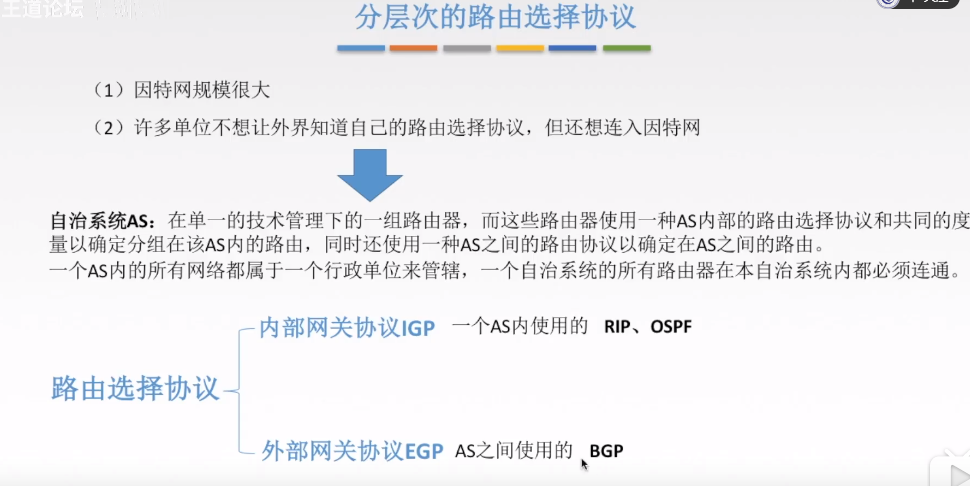 王道论坛
分层次的路由选择协议
（1）因特网规模很大
（2）许多单位不想让外界知道自己的路由选择协议，但还想连入因特网
自治系统AS：在单一的技术管理下的一组路由器，而这些路由器使用一种AS内部的路由选择协议和共同的度
量以确定分组在该AS内的路由，同时还使用一种AS之间的路由协议以确定在AS之间的路由。
一个AS内的所有网络都属于一个行政单位来管辖，一个自治系统的所有路由器在本自治系统内都必须连通。
内部网关协议IGP 一个AS内使用的 RIP、OSPF
路由选择协议
外部网关协议EGP AS之间使用的 BGP